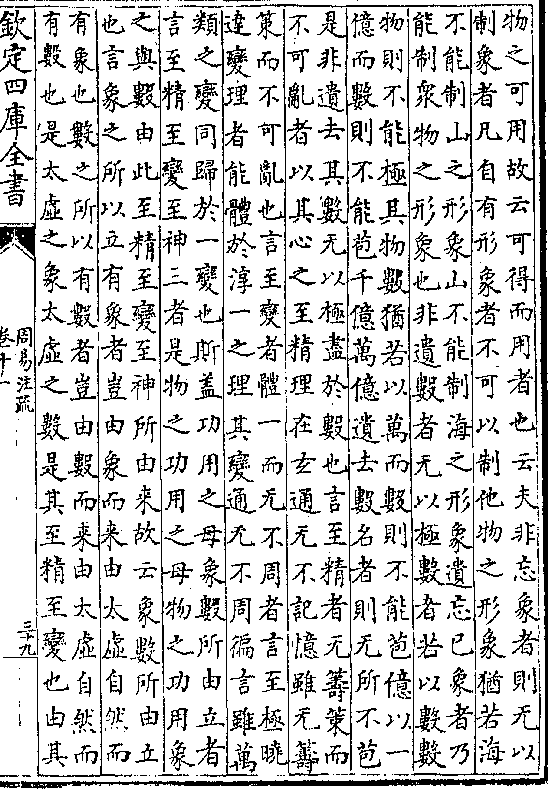 物之可用故云可得而用者也云夫非忘象者則无以
制象者凡自有形象者不可以制他物之形象猶若海
不能制山之形象山不能制海之形象遺忘已象者乃
能制衆物之形象也非遺數者无以極數者若以數數
物則不能極其物數猶若以萬而數則不能苞億以一
億而數則不能苞千億萬億遺去數名者則无所不苞
是非遺去其數无以極盡於數也言至精者无籌策而
不可亂者以其心之至精理在玄通无不記憶雖无籌
策而不可亂也言至變者體一而无不周者言至極曉
達變理者能體於淳一之理其變通无不周徧言雖萬
類之變同歸於一變也斯盖功用之母象數所由立者
言至精至變至神三者是物之功用之母物之功用象
之與數由此至精至變至神所由来故云象數所由立
也言象之所以立有象者豈由象而来由太虛自然而
有象也數之所以有數者豈由數而来由太虛自然而
有數也是太虛之象太虛之數是其至精至變也由其
欽定四庫全書
周易注疏
卷十一
三十九